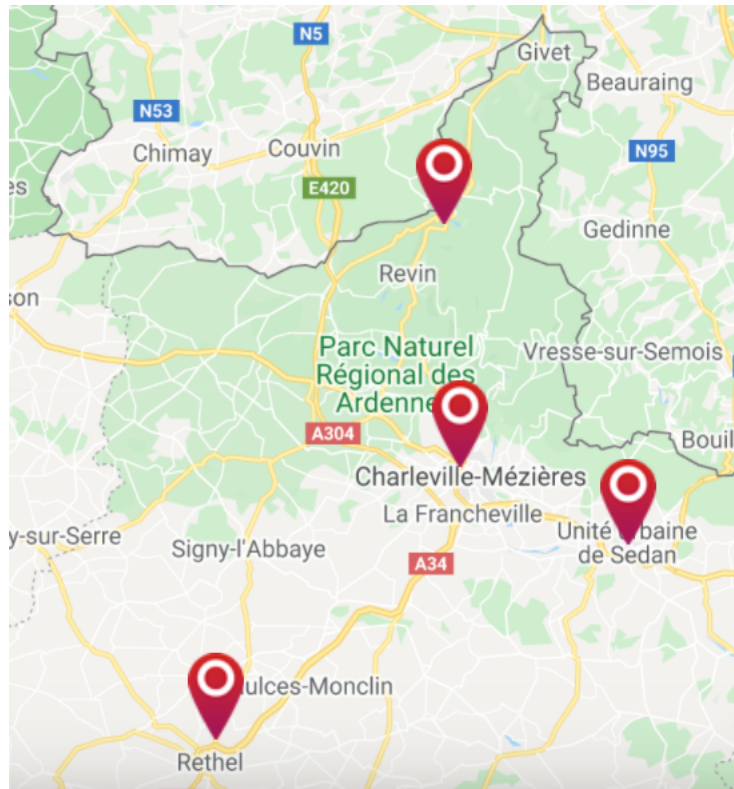 N5
Givet
Beauraing
N53
Chimay
Couvin
N95
E420
Gedinne
Revin
son
Parc Naturel
Régional des
Ardenne
Vresse-sur-Semois
A304
Bouil
Charleville-Mézières
La Francheville
Unité urbaine
de Sedan
y-sur-Serre
Signy-l'Abbaye
A34
ulces-Monclin
Rethel